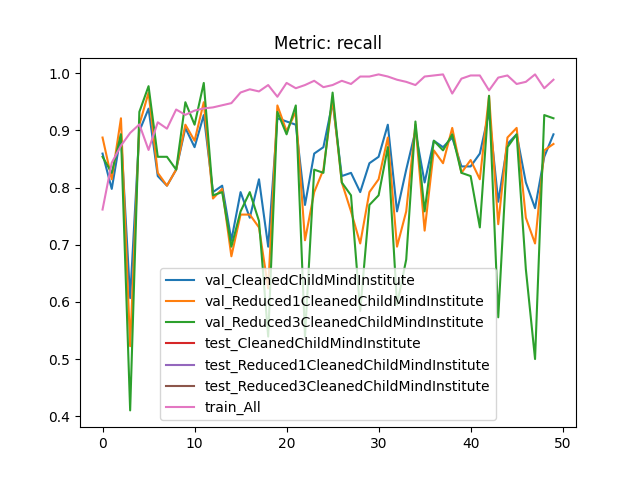 Metric: recall
1.0
0.9
0.8
0.7
0.6
0.5
0.4
val_CleanedChildMindInstitute
val_Reduced1CleanedChildMindInstitute
val_Reduced3CleanedChildMindInstitute
test_CleanedChildMindInstitute
test_Reduced1CleanedChildMindInstitute
test_Reduced3CleanedChildMindInstitute
train_All
0 10 20 30 40 50